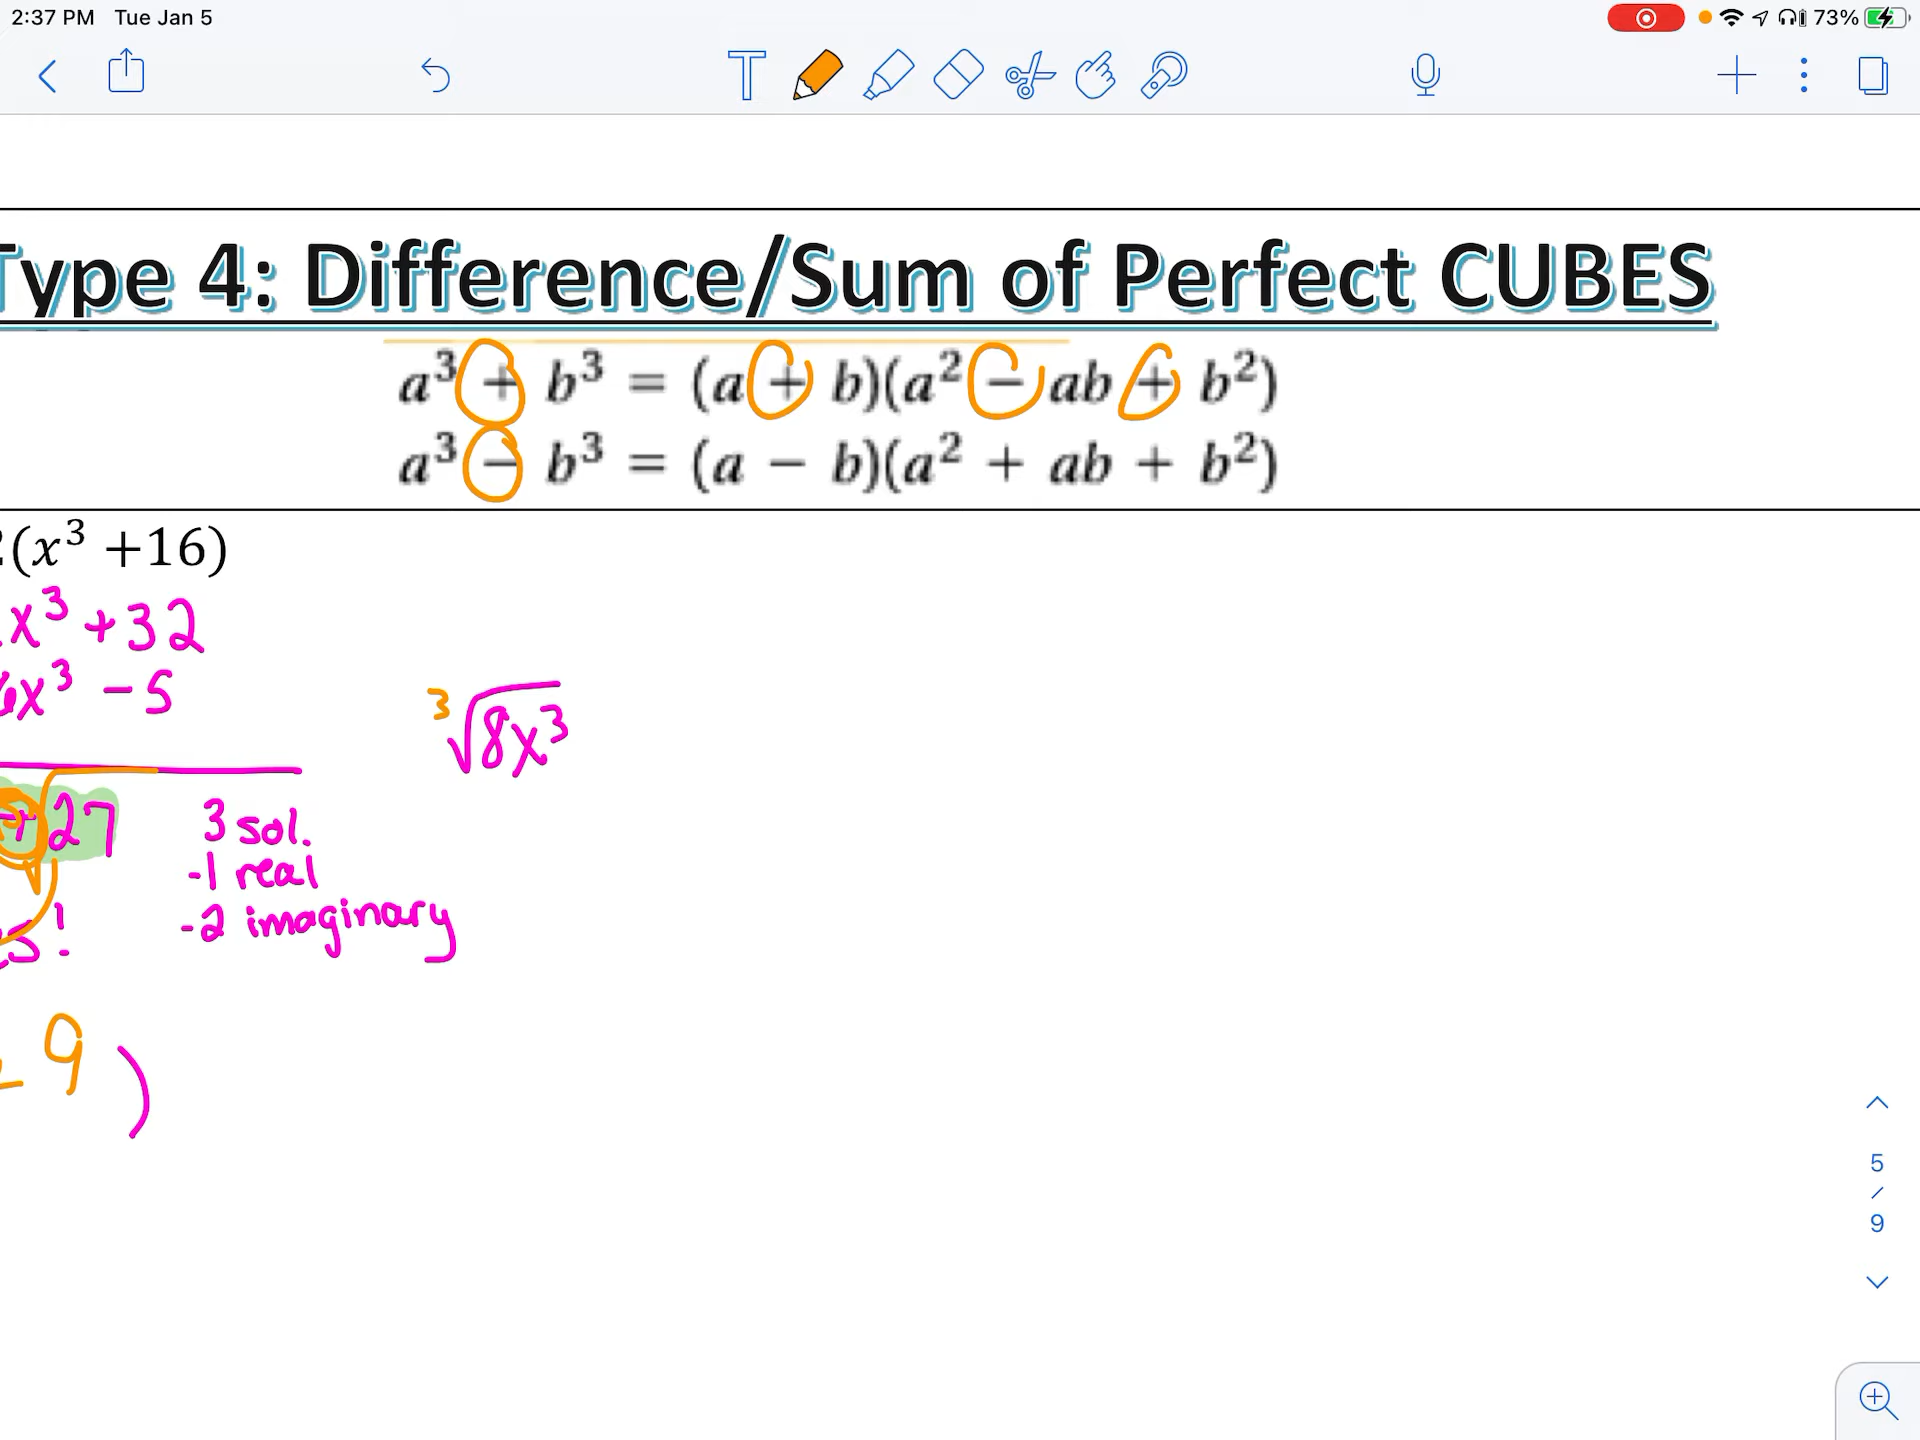 2:37 PM Tue Jan 5 73%
Type 4: Difference/Sum of Perfect CUBES
a³ + b³ = (a + b)(a² − ab + b²)
a³ − b³ = (a − b)(a² + ab + b²)
(x³ +16)
x³ +32
6x³ - 5
³√8x³
+27
3 sol.
-1 real
-2 imaginary
s!
9 )
5
/
9